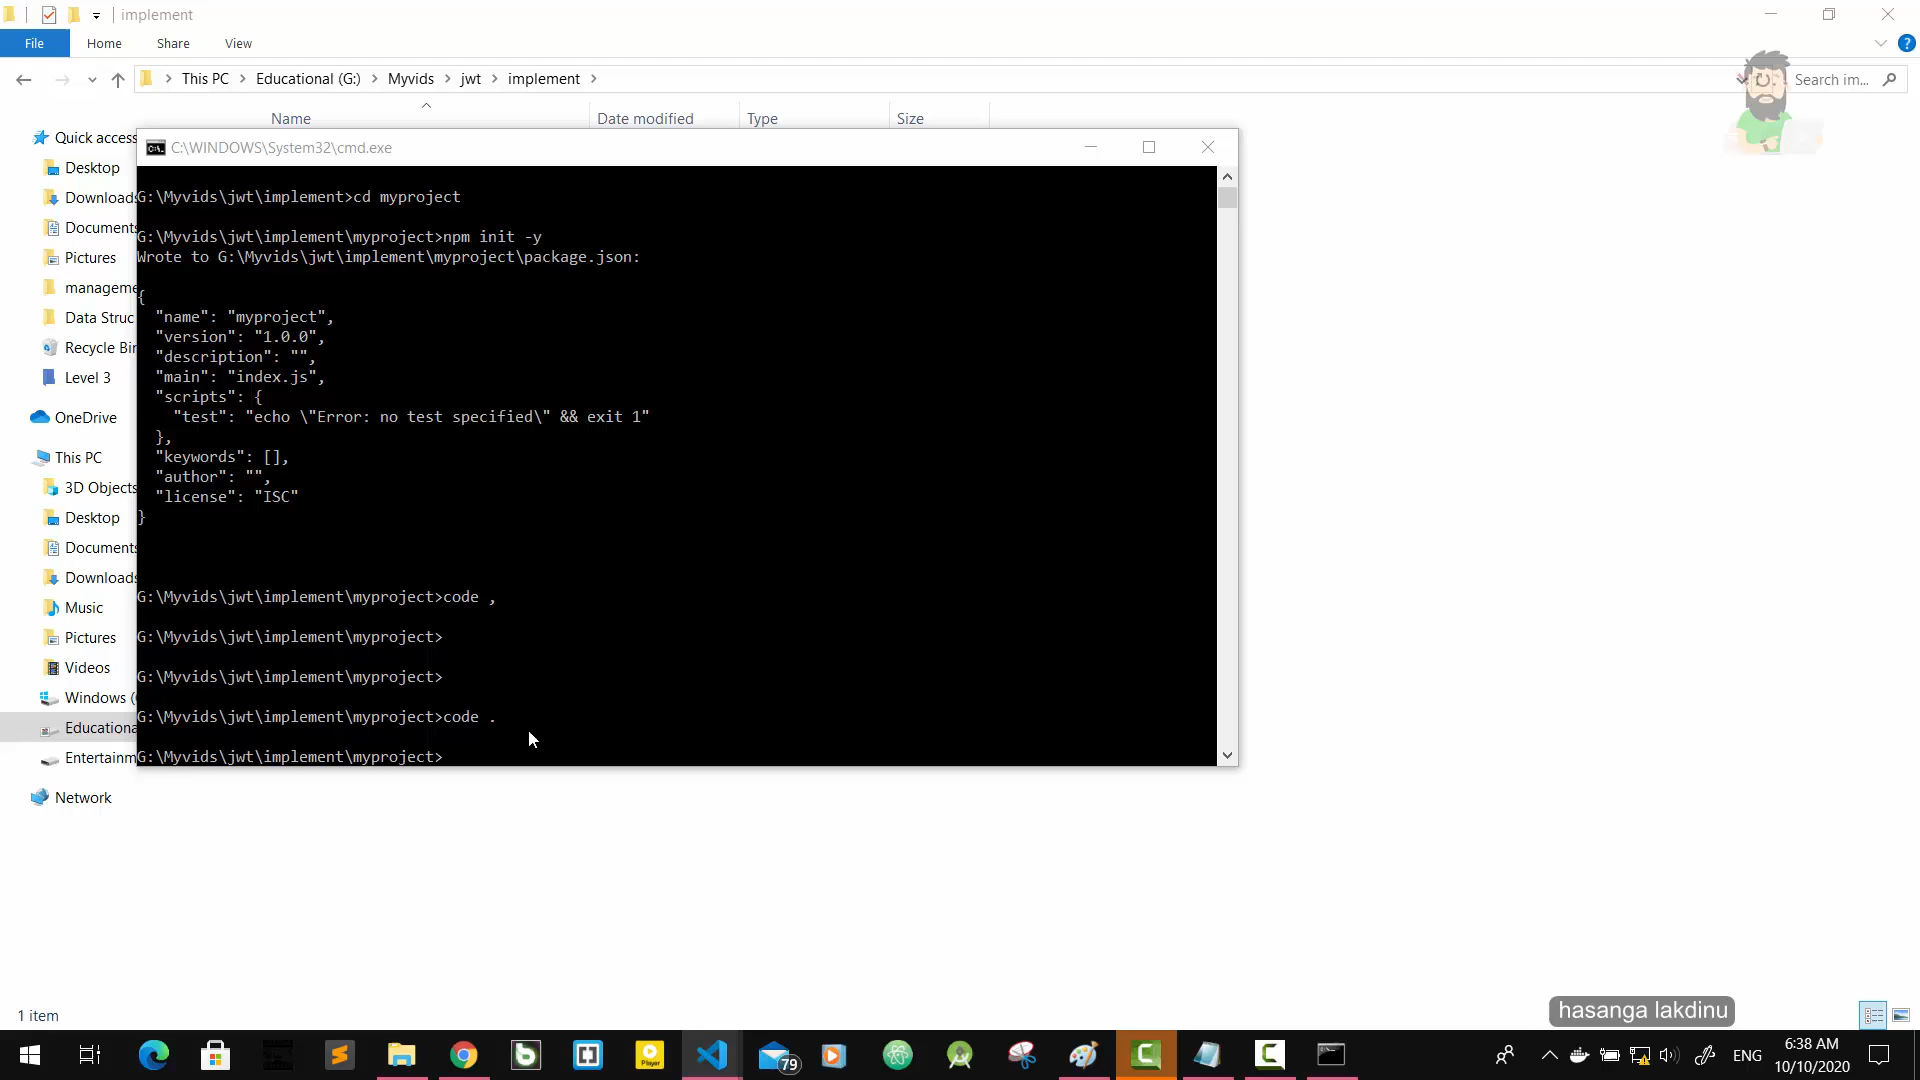 implement
File Home Share View
This PC Educational (G:) Myvids jwt implement
Search im...
Name Date modified Type Size
Quick access
Desktop
Downloads
Documents
Pictures
manageme
Data Struc
Recycle Bin
Level 3
OneDrive
This PC
3D Objects
Desktop
Documents
Downloads
Music
Pictures
Videos
Windows (
Educationa
Entertainm
Network
C:\WINDOWS\System32\cmd.exe
G:\Myvids\jwt\implement>cd myproject
G:\Myvids\jwt\implement\myproject>npm init -y
Wrote to G:\Myvids\jwt\implement\myproject\package.json:
{
"name": "myproject",
"version": "1.0.0",
"description": "",
"main": "index.js",
"scripts": {
"test": "echo \"Error: no test specified\" && exit 1"
},
"keywords": [],
"author": "",
"license": "ISC"
}
G:\Myvids\jwt\implement\myproject>code ,
G:\Myvids\jwt\implement\myproject>
G:\Myvids\jwt\implement\myproject>
G:\Myvids\jwt\implement\myproject>code .
G:\Myvids\jwt\implement\myproject>
1 item
hasanga lakdinu
79
Player
ENG
6:38 AM
10/10/2020